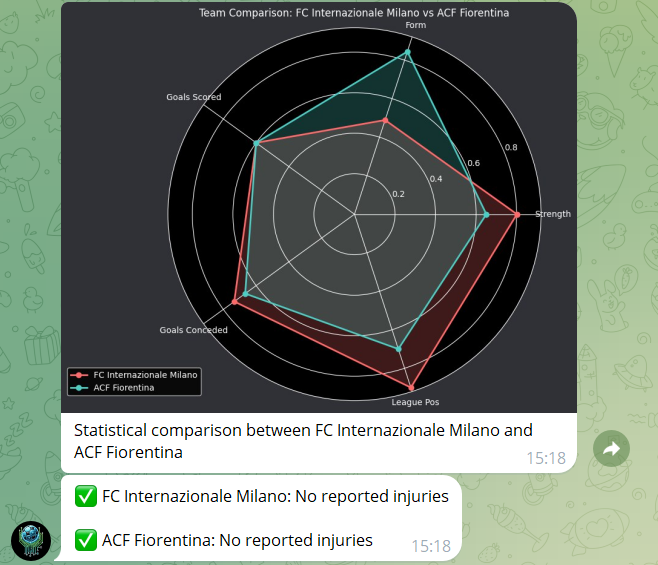 Team Comparison: FC Internazionale Milano vs ACF Fiorentina
Form
Goals Scored
0.8
0.6
0.4
0.2
Strength
Goals Conceded
League Pos
FC Internazionale Milano
ACF Fiorentina
Statistical comparison between FC Internazionale Milano and
ACF Fiorentina
15:18
✅ FC Internazionale Milano: No reported injuries
✅ ACF Fiorentina: No reported injuries
15:18